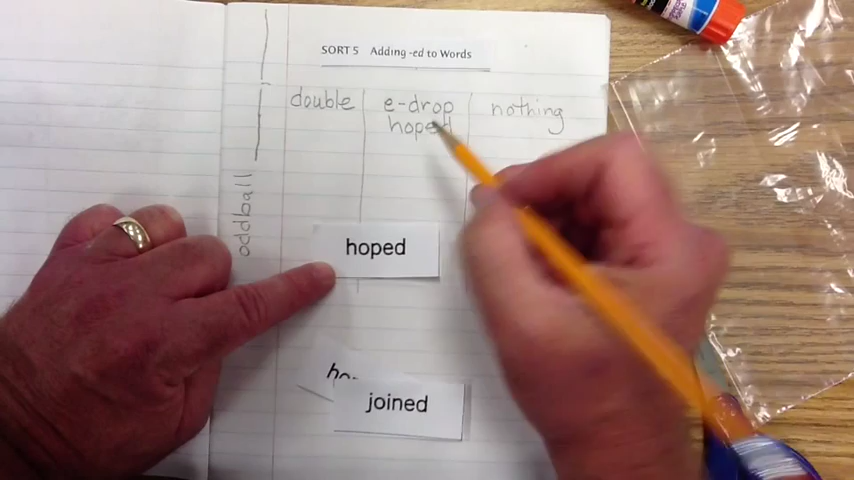 SORT 5 Adding -ed to Words
double e-drop nothing
hoped
oddball
hoped
joined